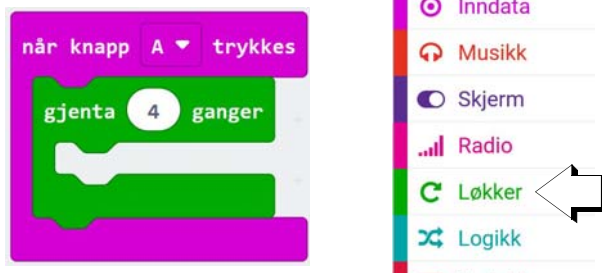 når knapp A trykkes
gjenta 4 ganger
Inndata
Musikk
Skjerm
Radio
Løkker
Logikk